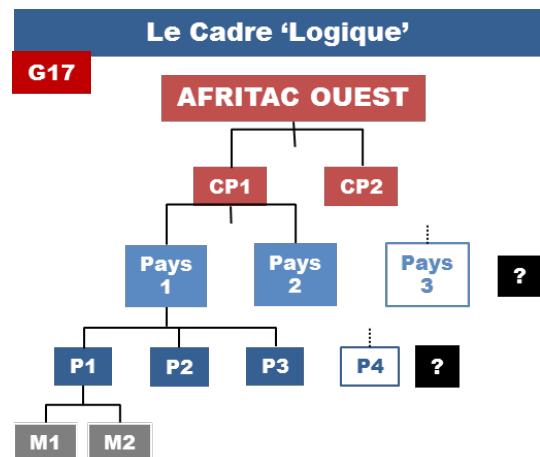 Le Cadre ‘Logique’
G17
AFRITAC OUEST
CP1
CP2
Pays
1
Pays
2
Pays
3
?
P1
P2
P3
P4
?
M1
M2